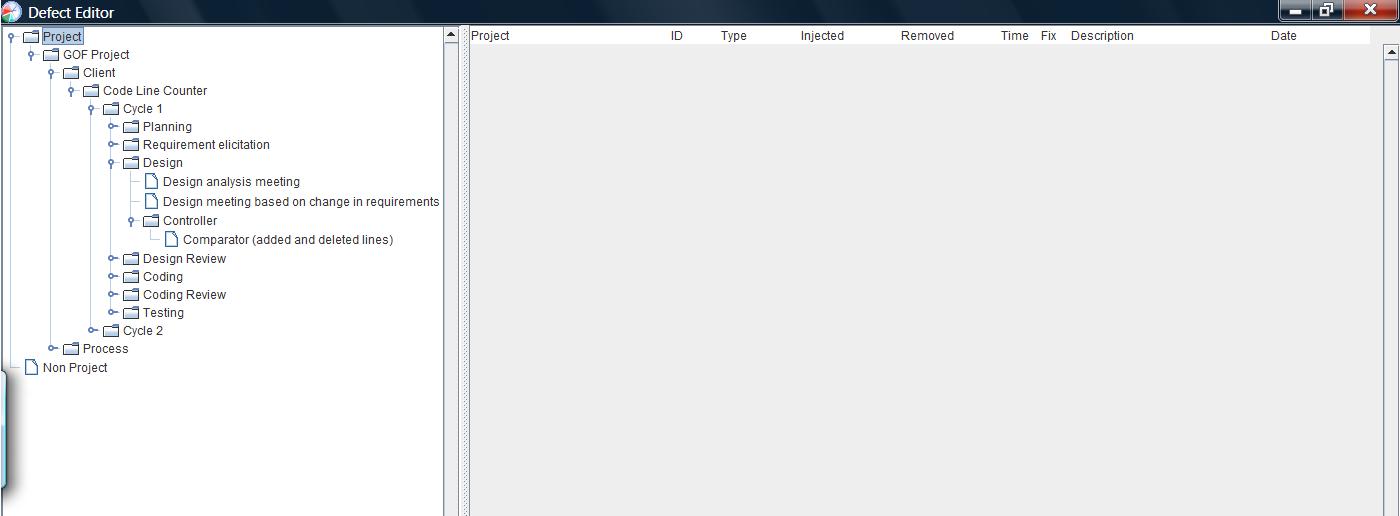 Defect Editor
Project
GOF Project
Client
Code Line Counter
Cycle 1
Planning
Requirement elicitation
Design
Design analysis meeting
Design meeting based on change in requirements
Controller
Comparator (added and deleted lines)
Design Review
Coding
Coding Review
Testing
Cycle 2
Process
Non Project
Project ID Type Injected Removed Time Fix Description Date